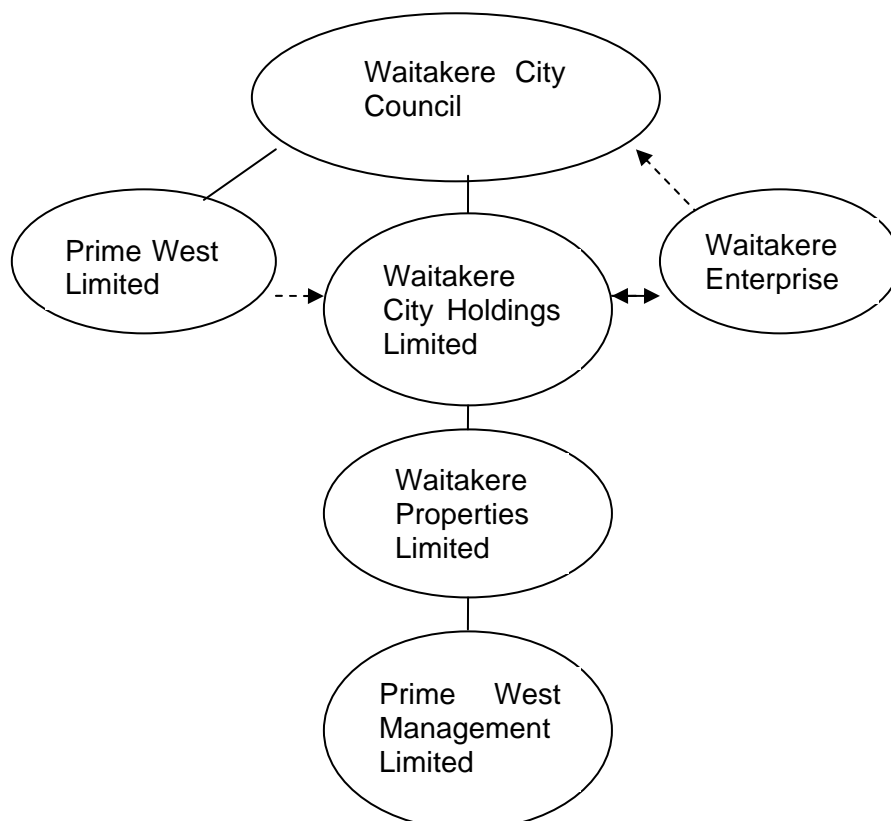 Waitakere City
Council
Prime West
Limited
Waitakere
City Holdings
Limited
Waitakere
Enterprise
Waitakere
Properties
Limited
Prime West
Management
Limited